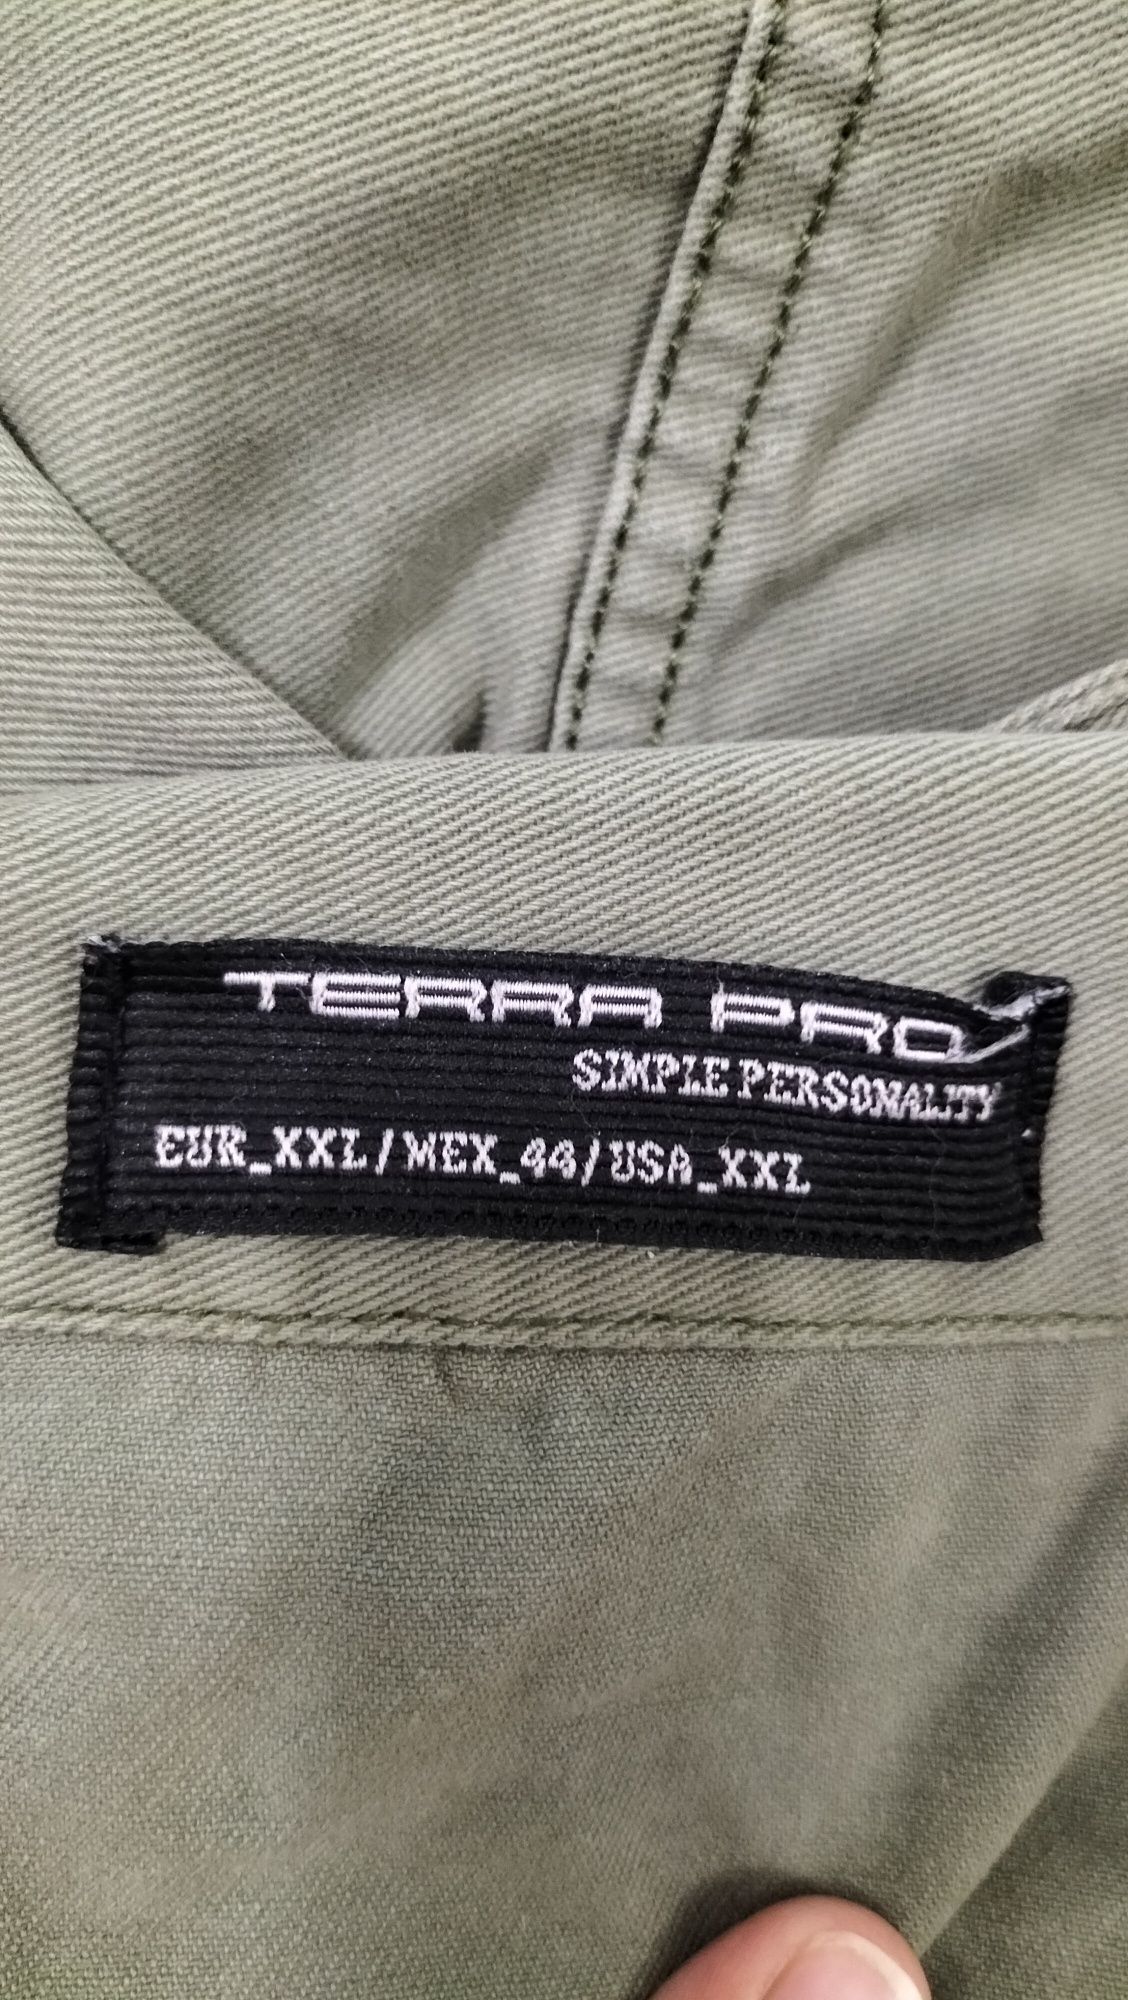 TERRA PRO
SIMPLE PERSONALITY
EUR_XXL/MEX_44/USA_XXL